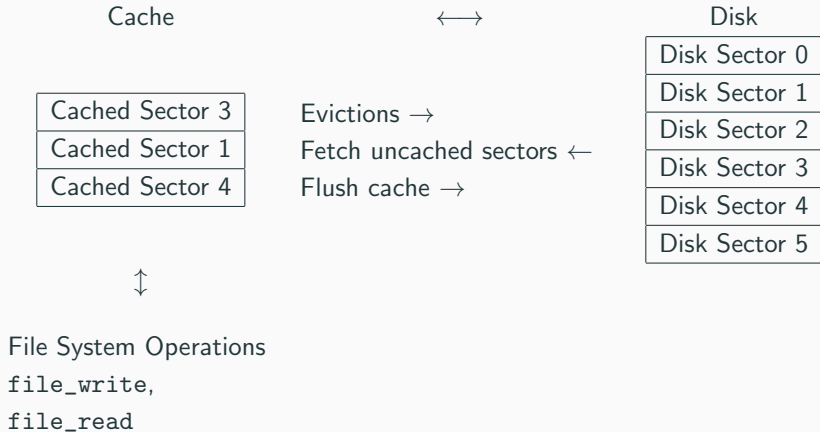 Cache ⟷ Disk
Cached Sector 3
Cached Sector 1
Cached Sector 4
Evictions →
Fetch uncached sectors ←
Flush cache →
Disk Sector 0
Disk Sector 1
Disk Sector 2
Disk Sector 3
Disk Sector 4
Disk Sector 5
↕
File System Operations
file_write,
file_read